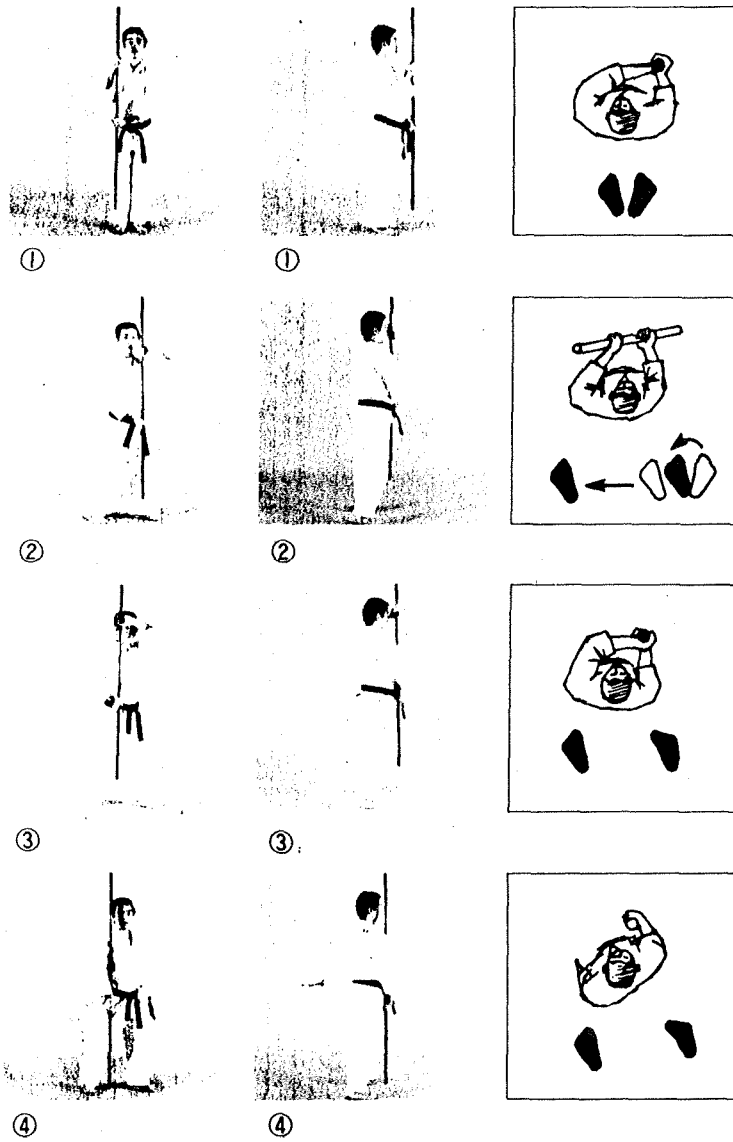 ① ①
② ②
③ ③
④ ④